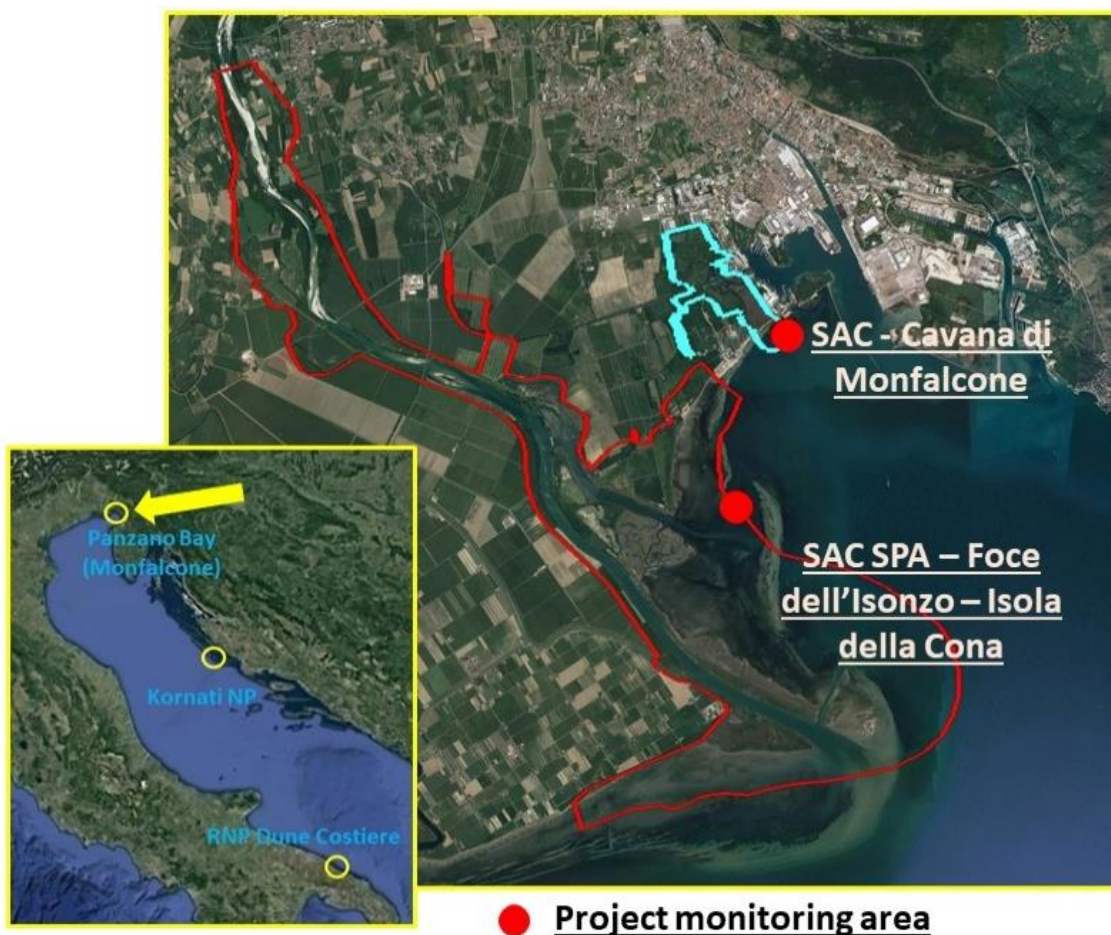 SAC - Cavana di
Monfalcone
SAC SPA – Foce
dell’Isonzo – Isola
della Cona
Panzano Bay
(Monfalcone)
Kornati NP
RNP Dune Costiere
Project monitoring area